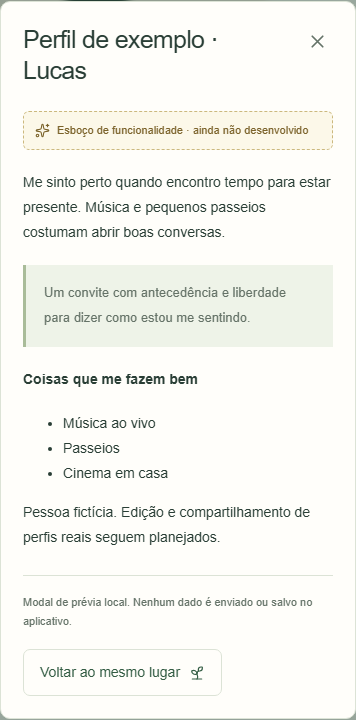 Perfil de exemplo ·
Lucas
Esboço de funcionalidade · ainda não desenvolvido
Me sinto perto quando encontro tempo para estar
presente. Música e pequenos passeios
costumam abrir boas conversas.
Um convite com antecedência e liberdade
para dizer como estou me sentindo.
Coisas que me fazem bem
• Música ao vivo
• Passeios
• Cinema em casa
Pessoa fictícia. Edição e compartilhamento de
perfis reais seguem planejados.
Modal de prévia local. Nenhum dado é enviado ou salvo no
aplicativo.
Voltar ao mesmo lugar